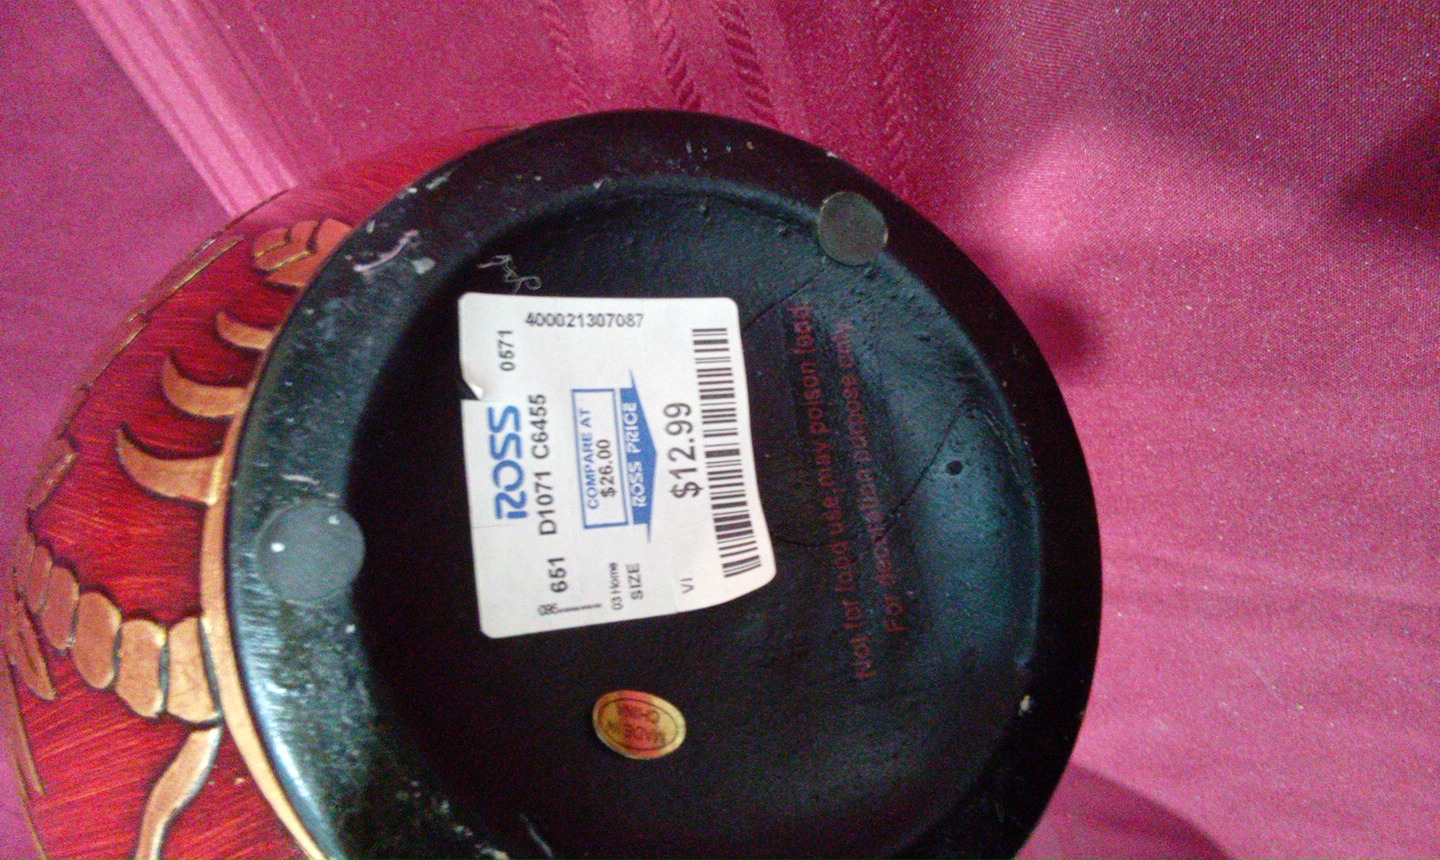 400021307087
0571
ROSS
D1071 C6455
651
COMPARE AT
$26.00
ROSS PRICE
$12.99
03 Home
SIZE
VI
Not for food use,may poison food
For decoration purpose only
MADE IN
CHINA